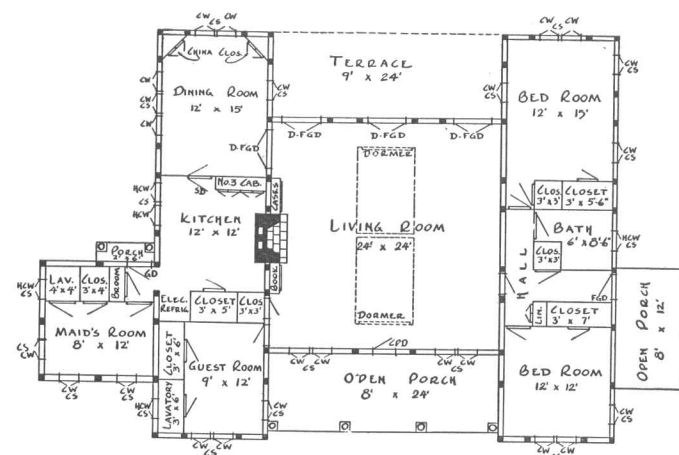 CW
CS
CW
CW
CS
CW
CHINA CLOS.
TERRACE
9' x 24'
DINING ROOM
12' x 15'
BED ROOM
12' x 15'
CW
CW
CS
CW
CW
CS
CW
CS
CW
CS
D-FGD
D-FGD
D-FGD
D-FGD
DORMER
SD
NO.3 CAB.
CASES
HCW
CS
HCW
KITCHEN
12' x 12'
LIVING ROOM
24' x 24'
CLOS.
3'x3'
CLOSET
3' x 5'-6"
BATH
6' x 8'-6"
HCW
CS
CLOS.
3'x3'
HALL
PORCH
GD
BOOK
LAV.
4'x4'
CLOS.
3'x4'
BROOM
HCW
CS
ELEC.
REFRIG.
CLOSET
3' x 5'
CLOS.
3'x3'
DORMER
FGD
LIN.
CLOSET
3' x 7'
OPEN PORCH
8' x 12'
MAID'S ROOM
8' x 12'
CS
CW
CLOSET
3' x 6'
GUEST ROOM
9' x 12'
CW
CS
CPD
CW
CS
OPEN PORCH
8' x 24'
BED ROOM
12' x 12'
CW
CS
CW
CS
HCW
CS
LAVATORY
3' x 6'
CW
CS
CW
CS
CW
CW
CS
CW
CW
CS